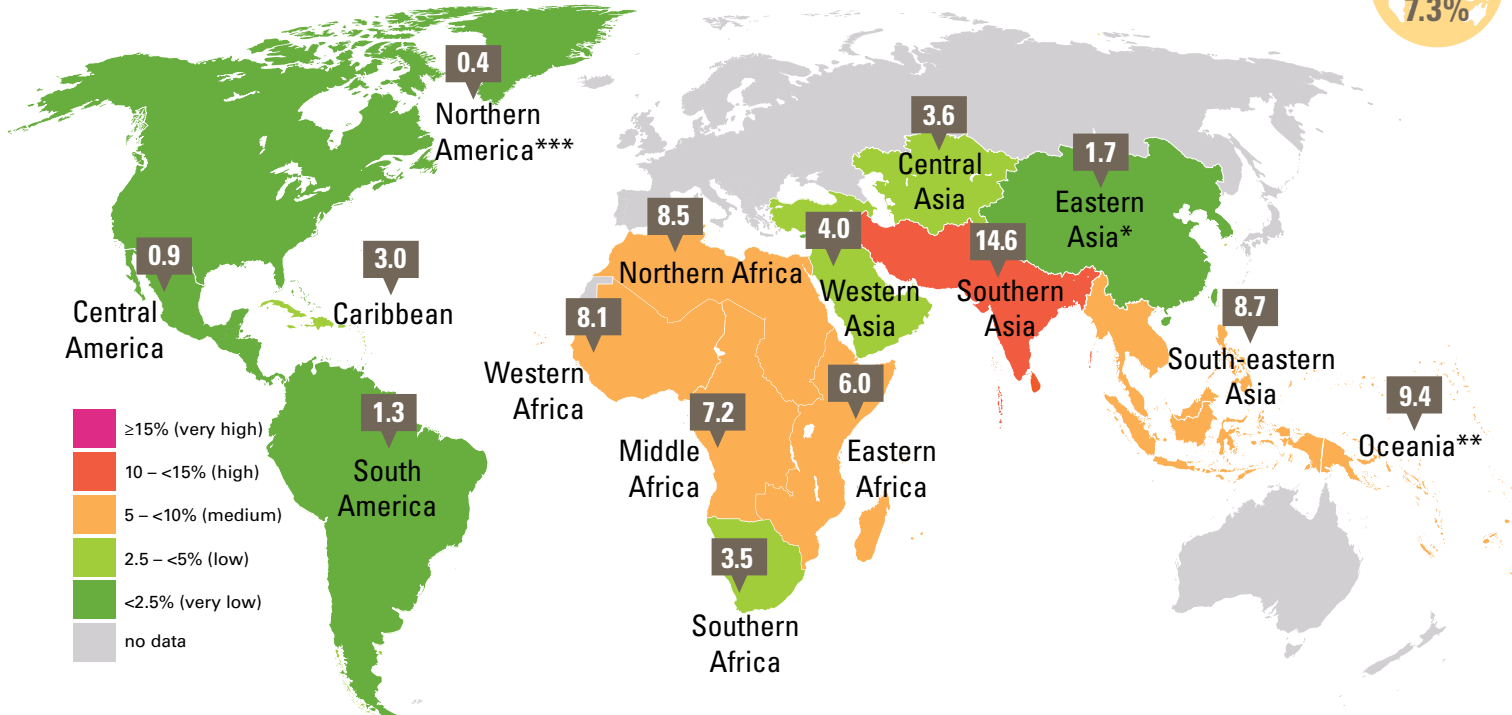 7.3%
0.4
Northern
America***
3.6
Central
Asia
1.7
Eastern
Asia*
8.5
Northern Africa
4.0
Western
Asia
14.6
Southern
Asia
0.9
Central
America
3.0
Caribbean
8.1
Western
Africa
8.7
South-eastern
Asia
6.0
Eastern
Africa
7.2
Middle
Africa
9.4
Oceania**
1.3
South
America
3.5
Southern
Africa
≥15% (very high)
10 – <15% (high)
5 – <10% (medium)
2.5 – <5% (low)
<2.5% (very low)
no data